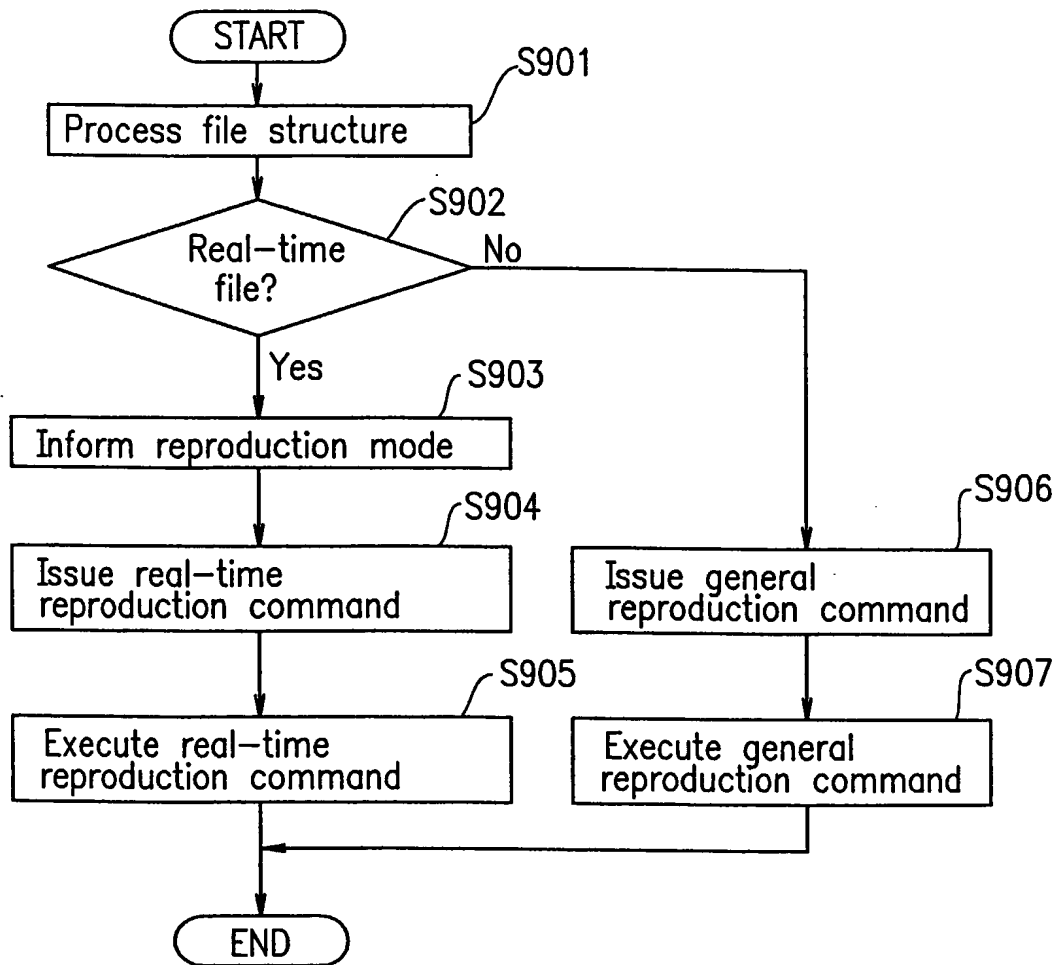 START
S901
Process file structure
S902
Real-time
file?
No
Yes
S903
Inform reproduction mode
S904
Issue real-time
reproduction command
S906
Issue general
reproduction command
S905
Execute real-time
reproduction command
S907
Execute general
reproduction command
END